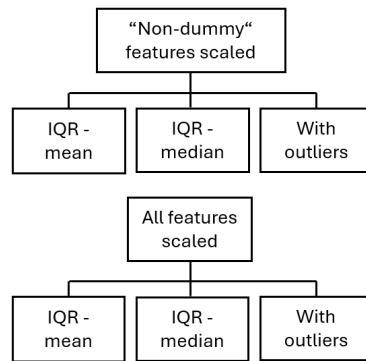 “Non-dummy“
features scaled
IQR -
mean
IQR -
median
With
outliers
All features
scaled
IQR -
mean
IQR -
median
With
outliers